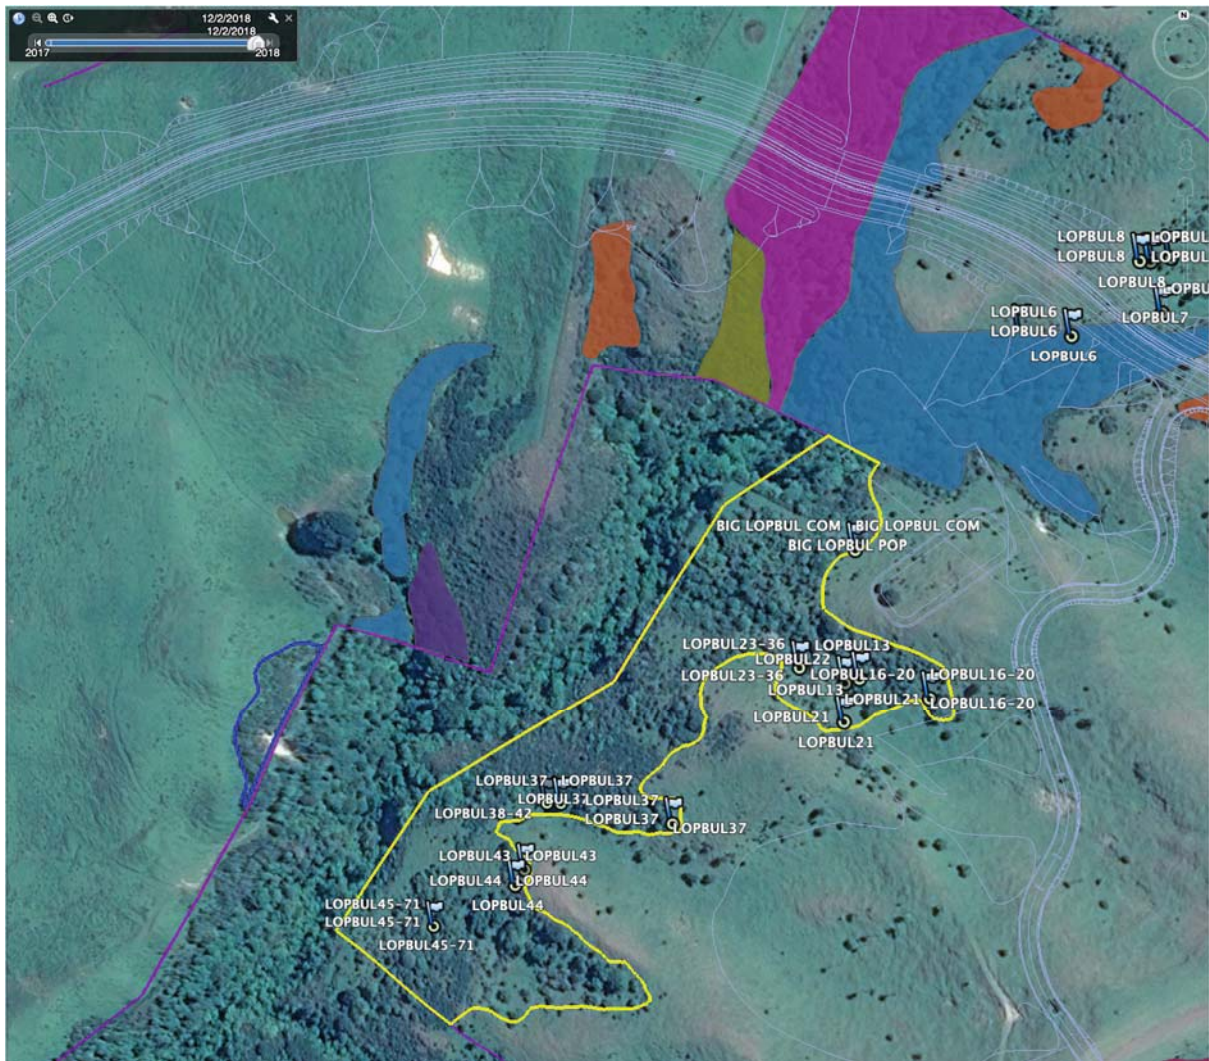 12/2/2018
12/2/2018
2017 2018
N
LOPBUL8 LOPBUL
LOPBUL8 LOPBUL
LOPBUL8 LOPBU
LOPBUL6 LOPBUL7
LOPBUL6
LOPBUL6
BIG LOPBUL COM BIG LOPBUL COM
BIG LOPBUL POP
LOPBUL23-36 LOPBUL13
LOPBUL22
LOPBUL23-36 LOPBUL16-20 LOPBUL16-20
LOPBUL13 LOPBUL21 LOPBUL16-20
LOPBUL21
LOPBUL21
LOPBUL37 LOPBUL37
LOPBUL37 LOPBUL37
LOPBUL38-42 LOPBUL37 LOPBUL37
LOPBUL43 LOPBUL43
LOPBUL44 LOPBUL44
LOPBUL44
LOPBUL45-71
LOPBUL45-71
LOPBUL45-71